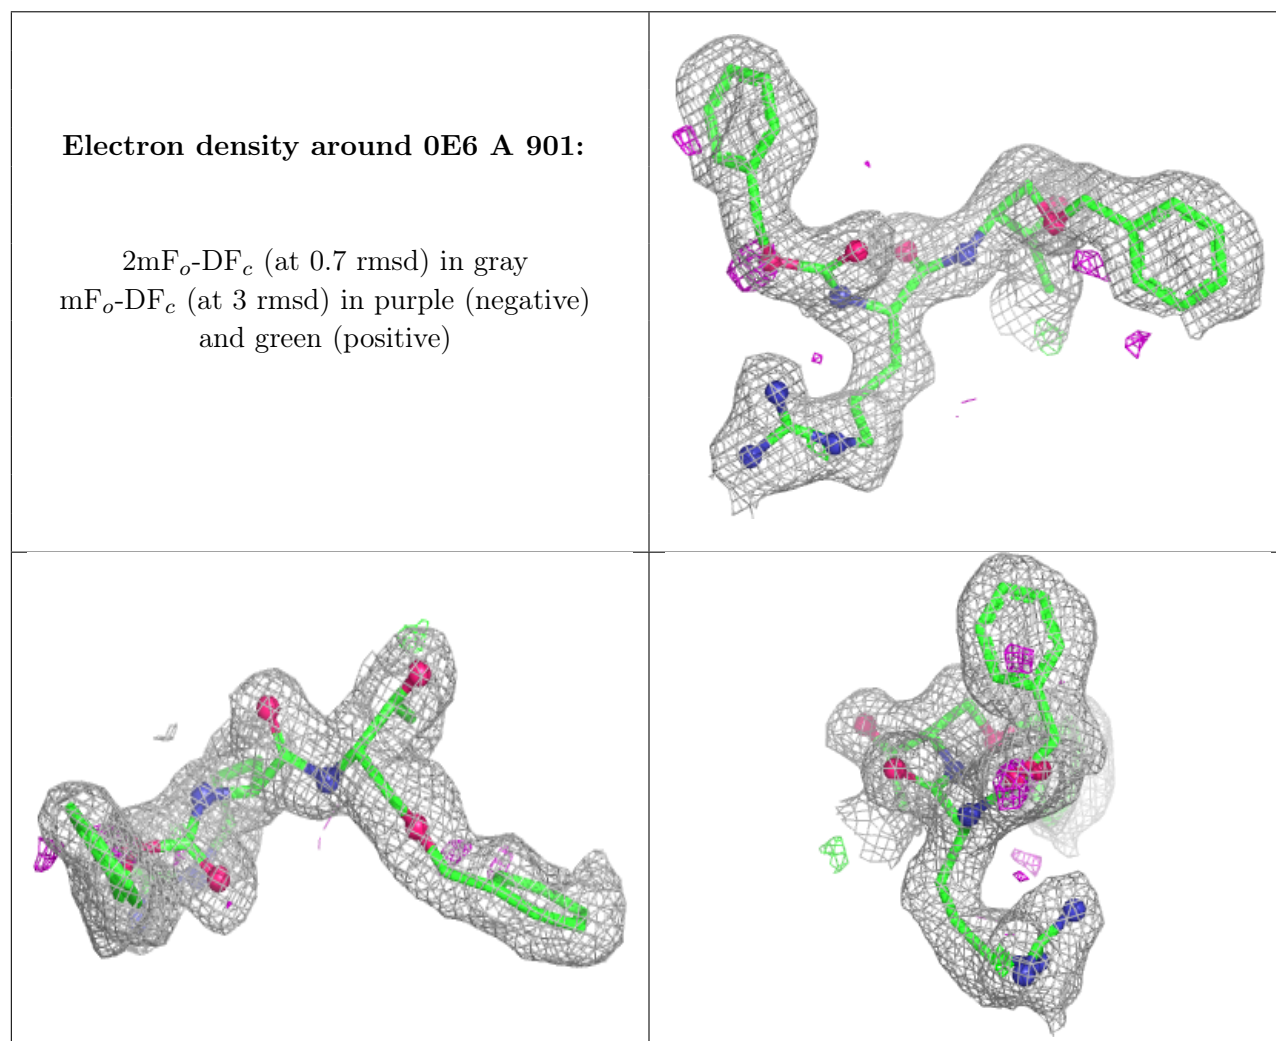 Electron density around 0E6 A 901:
2mFo-DFc (at 0.7 rmsd) in gray
mFo-DFc (at 3 rmsd) in purple (negative)
and green (positive)